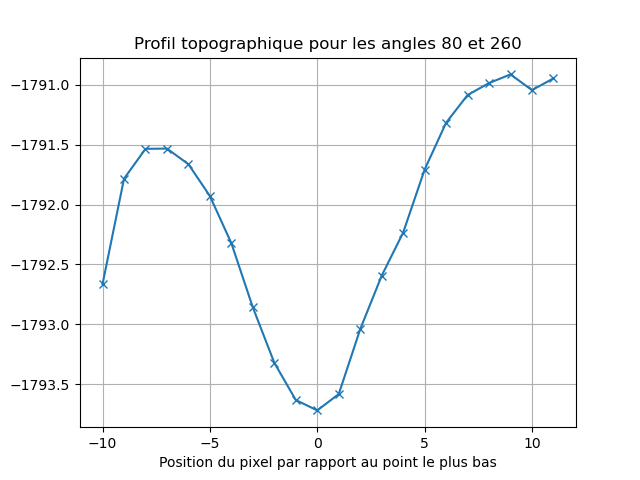 Profil topographique pour les angles 80 et 260
−1791.0
−1791.5
−1792.0
−1792.5
−1793.0
−1793.5
−10 −5 0 5 10
Position du pixel par rapport au point le plus bas